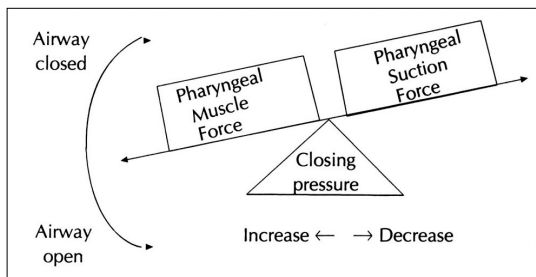 Airway
closed
Pharyngeal
Muscle
Force
Pharyngeal
Suction
Force
Closing
pressure
Airway
open
Increase ← → Decrease